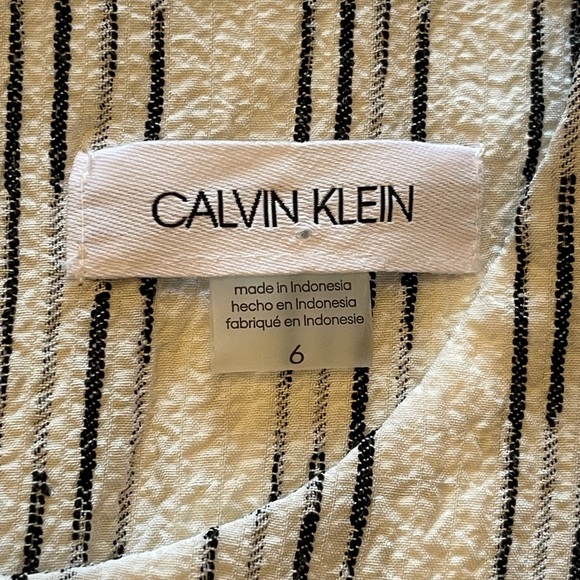 CALVIN KLEIN
made in Indonesia
hecho en Indonesia
fabriqué en Indonesie
6